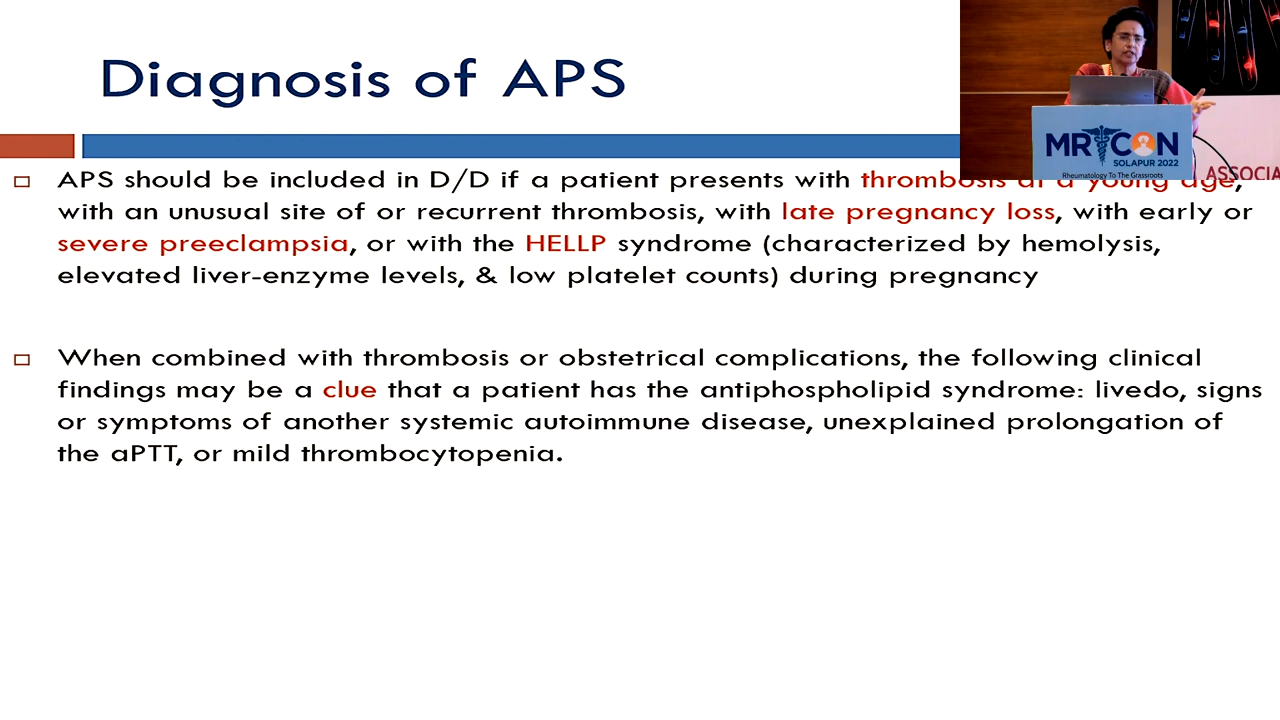 Diagnosis of APS
MRCON
SOLAPUR 2022
Rheumatology To The Grassroots
ASSOCIA
APS should be included in D/D if a patient presents with thrombosis at a young age,
with an unusual site of or recurrent thrombosis, with late pregnancy loss, with early or
severe preeclampsia, or with the HELLP syndrome (characterized by hemolysis,
elevated liver-enzyme levels, & low platelet counts) during pregnancy
When combined with thrombosis or obstetrical complications, the following clinical
findings may be a clue that a patient has the antiphospholipid syndrome: livedo, signs
or symptoms of another systemic autoimmune disease, unexplained prolongation of
the aPTT, or mild thrombocytopenia.